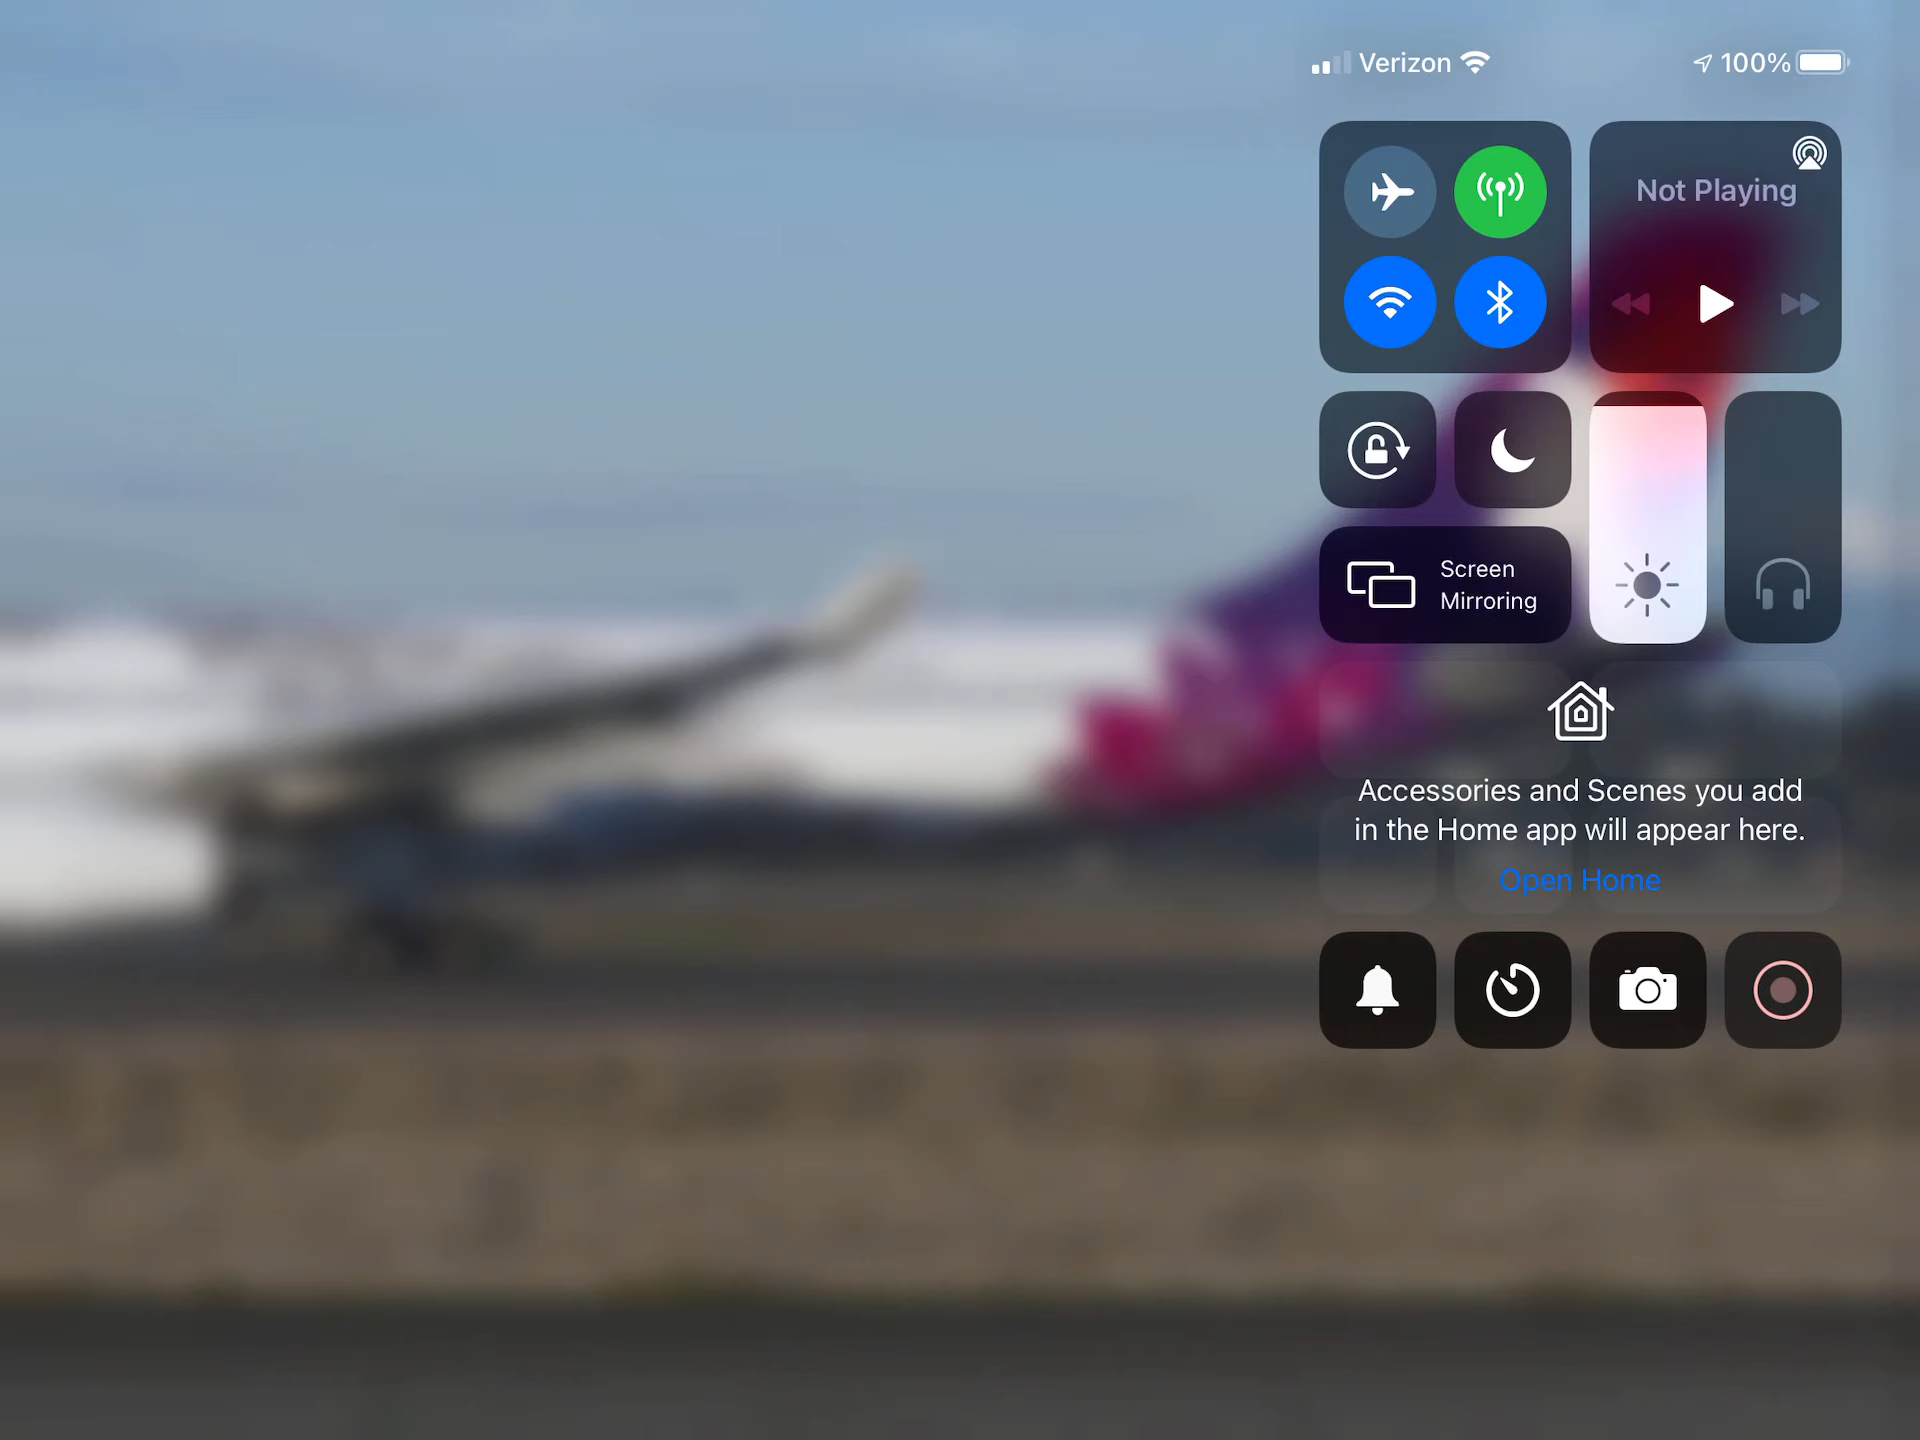 Verizon
100%
Not Playing
Screen
Mirroring
Accessories and Scenes you add
in the Home app will appear here.
Open Home